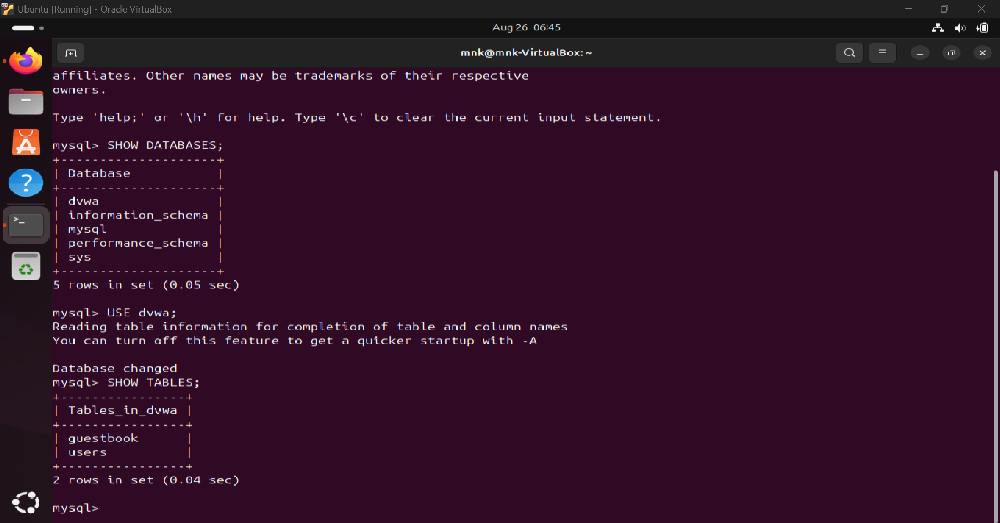 Ubuntu [Running] - Oracle VirtualBox
Aug 26 06:45
mnk@mnk-VirtualBox: ~
affiliates. Other names may be trademarks of their respective
owners.
Type 'help;' or '\h' for help. Type '\c' to clear the current input statement.
mysql> SHOW DATABASES;
+--------------------+
| Database           |
+--------------------+
| dvwa               |
| information_schema |
| mysql              |
| performance_schema |
| sys                |
+--------------------+
5 rows in set (0.05 sec)
mysql> USE dvwa;
Reading table information for completion of table and column names
You can turn off this feature to get a quicker startup with -A
Database changed
mysql> SHOW TABLES;
+----------------+
| Tables_in_dvwa |
+----------------+
| guestbook      |
| users          |
+----------------+
2 rows in set (0.04 sec)
mysql>